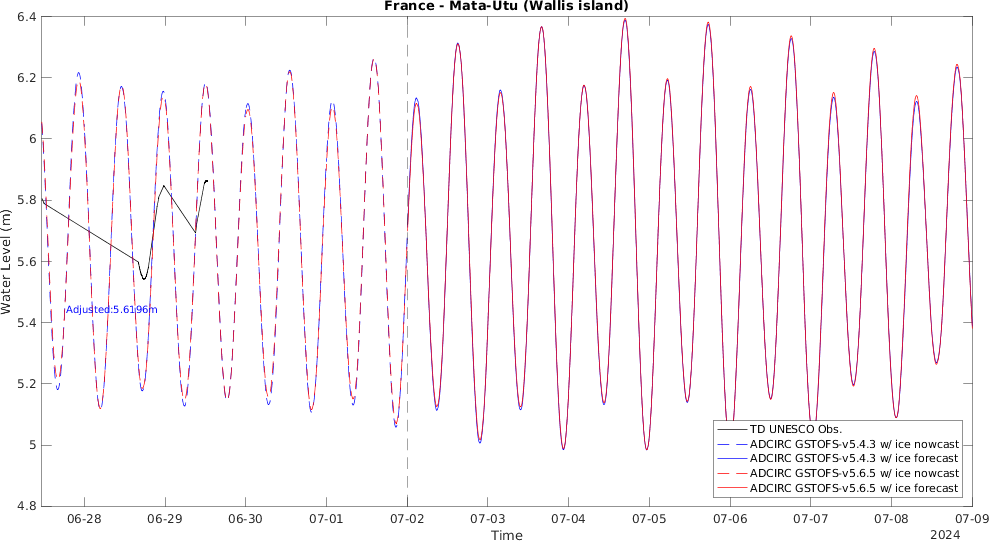 France - Mata-Utu (Wallis island)
6.4
6.2
6
5.8
5.6
5.4
5.2
5
4.8
Water Level (m)
Adjusted:5.6196m
TD UNESCO Obs.
ADCIRC GSTOFS-v5.4.3 w/ ice nowcast
ADCIRC GSTOFS-v5.4.3 w/ ice forecast
ADCIRC GSTOFS-v5.6.5 w/ ice nowcast
ADCIRC GSTOFS-v5.6.5 w/ ice forecast
06-28 06-29 06-30 07-01 07-02 07-03 07-04 07-05 07-06 07-07 07-08 07-09
Time
2024